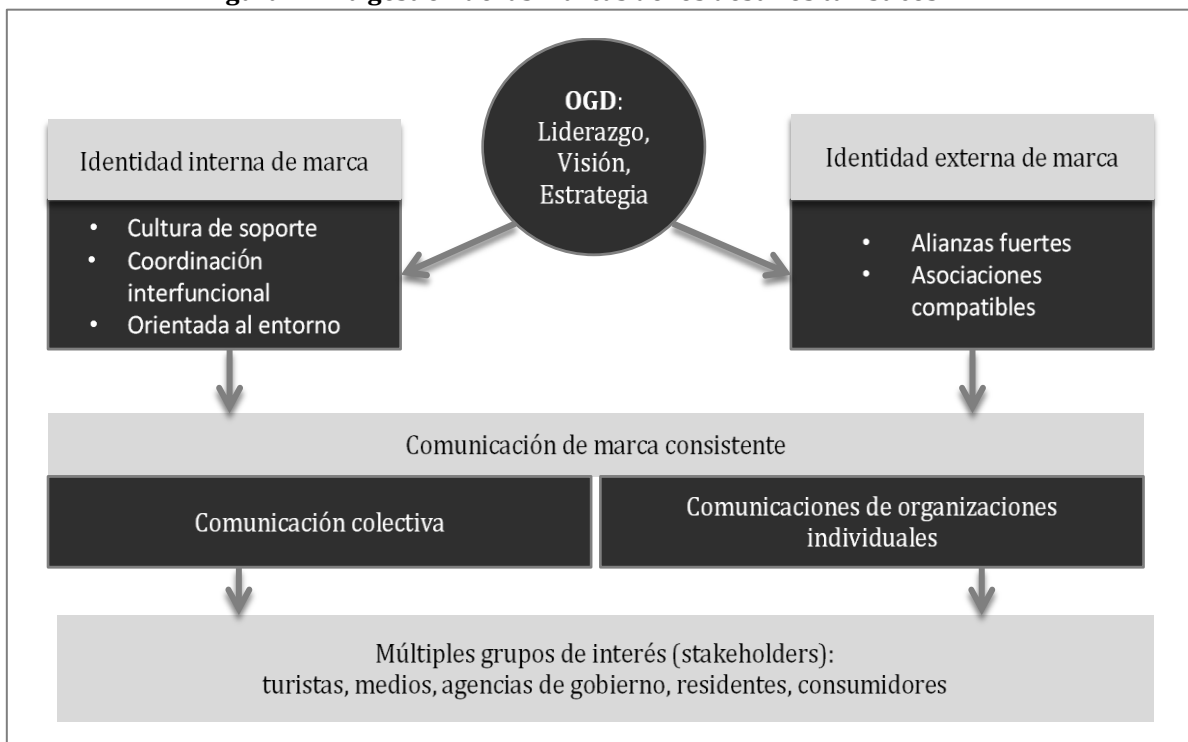 OGD:
Liderazgo,
Visión,
Estrategia
Identidad interna de marca
• Cultura de soporte
• Coordinación
interfuncional
• Orientada al entorno
Identidad externa de marca
• Alianzas fuertes
• Asociaciones
compatibles
Comunicación de marca consistente
Comunicación colectiva
Comunicaciones de organizaciones
individuales
Múltiples grupos de interés (stakeholders):
turistas, medios, agencias de gobierno, residentes, consumidores